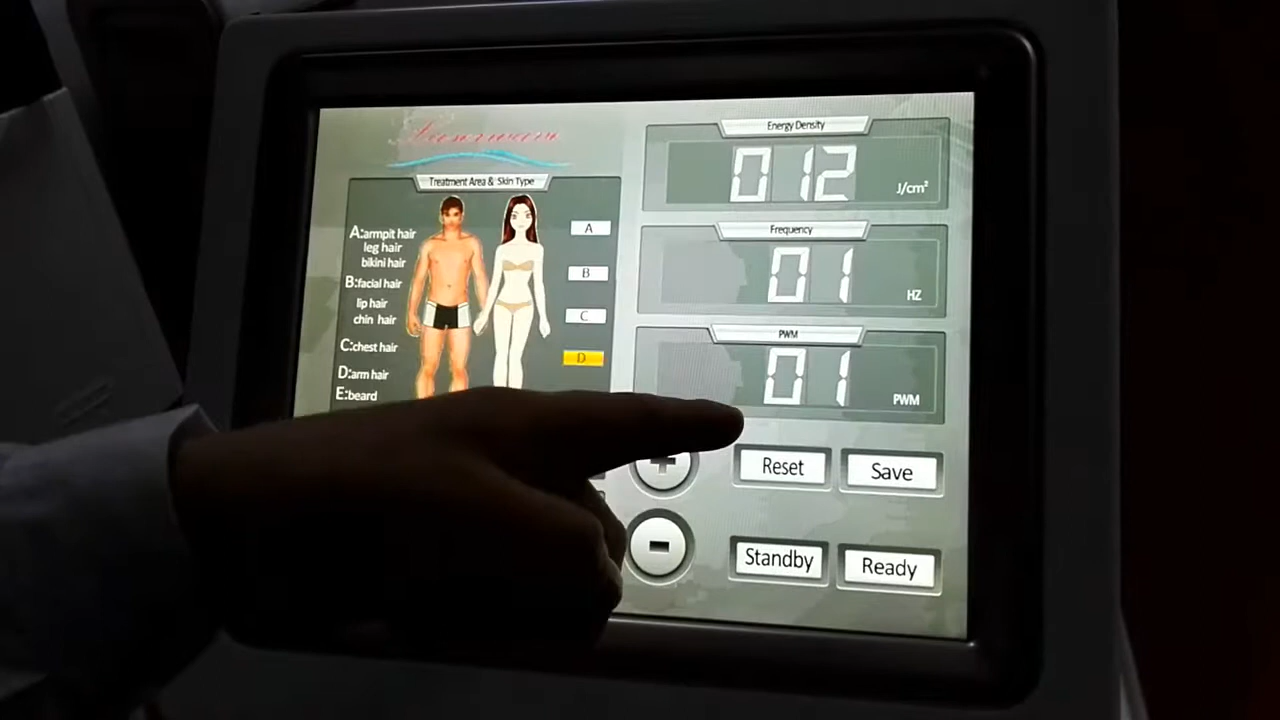 Treatment Area & Skin Type
A:armpit hair
leg hair
bikini hair
B:facial hair
lip hair
chin hair
C:chest hair
D:arm hair
E:beard
A
B
C
D
Energy Density
012
J/cm²
Frequency
01
HZ
PWM
01
PWM
+
Reset
Save
-
Standby
Ready